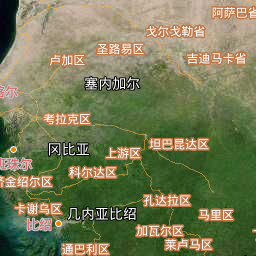 阿萨巴省
戈尔戈勒省
圣路易区
卢加区
吉迪马卡省
塞内加尔
考拉克区
冈比亚
坦巴昆达区
上游区
科尔达区
济金绍尔区
孔达拉区
卡谢乌区
几内亚比绍
马里区
比绍
加瓦尔区
莱卢马区
通巴利区